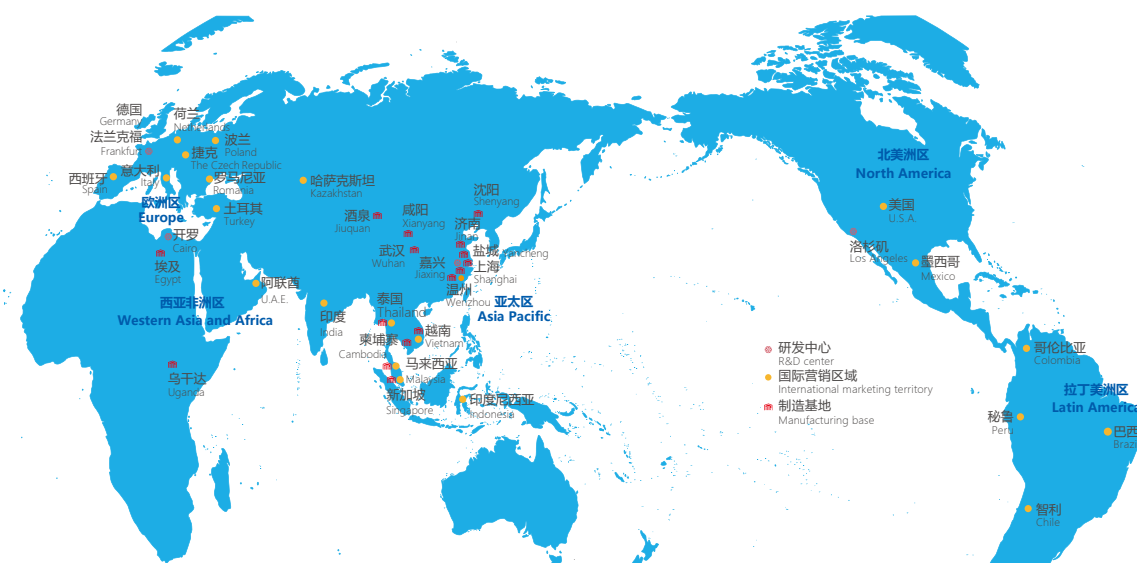 德国
Germany
荷兰
Netherlands
法兰克福
Frankfurt
波兰
Poland
捷克
The Czech Republic
西班牙
Spain
意大利
Italy
罗马尼亚
Romania
哈萨克斯坦
Kazakhstan
欧洲区
Europe
土耳其
Turkey
开罗
Cairo
埃及
Egypt
阿联酋
U.A.E.
西亚非洲区
Western Asia and Africa
乌干达
Uganda
沈阳
Shenyang
酒泉
Jiuquan
咸阳
Xianyang
济南
Jinan
武汉
Wuhan
盐城 Yancheng
嘉兴
Jiaxing
上海
Shanghai
温州
Wenzhou
亚太区
Asia Pacific
印度
India
泰国
Thailand
越南
Vietnam
柬埔寨
Cambodia
马来西亚
Malaysia
新加坡
Singapore
印度尼西亚
Indonesia
北美洲区
North America
美国
U.S.A.
洛杉矶
Los Angeles
墨西哥
Mexico
研发中心
R&D center
国际营销区域
International marketing territory
制造基地
Manufacturing base
哥伦比亚
Colombia
拉丁美洲区
Latin America
秘鲁
Peru
巴西
Brazi
智利
Chile